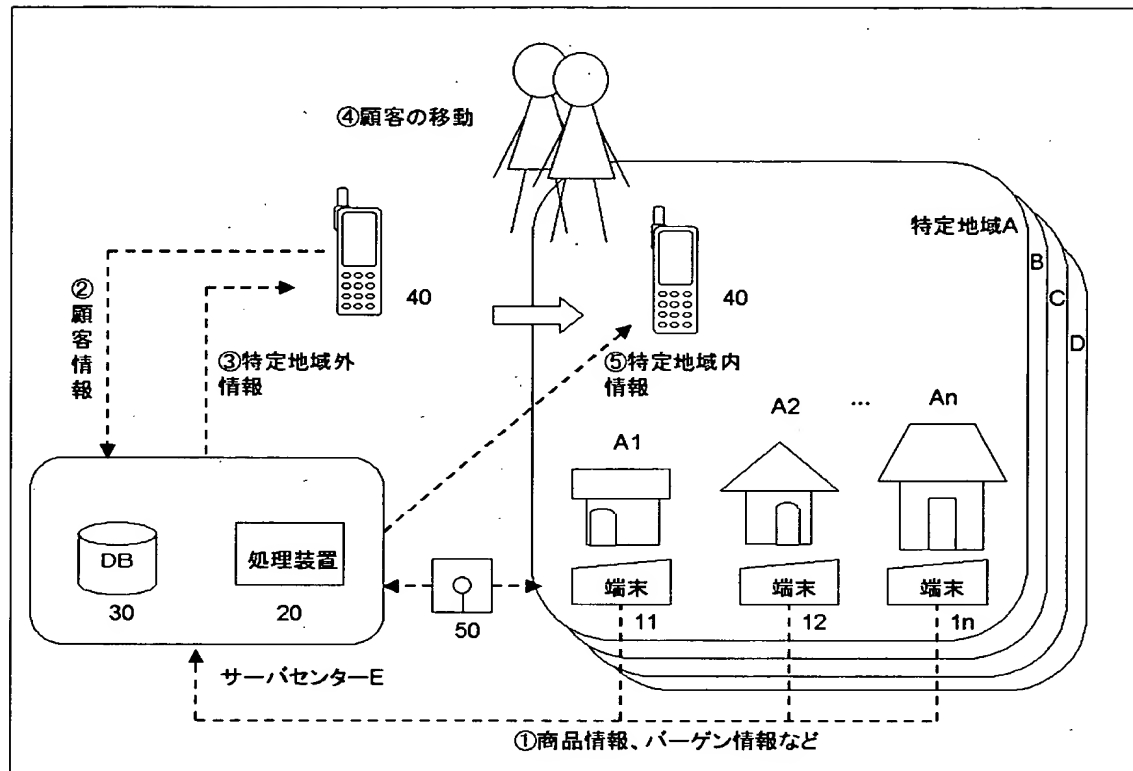 ④顧客の移動
特定地域A
B
C
D
40
40
②顧客情報
③特定地域外
情報
⑤特定地域内
情報
A1
A2
…
An
DB
処理装置
30
20
50
端末
端末
端末
11
12
1n
サーバセンターE
①商品情報、バーゲン情報など